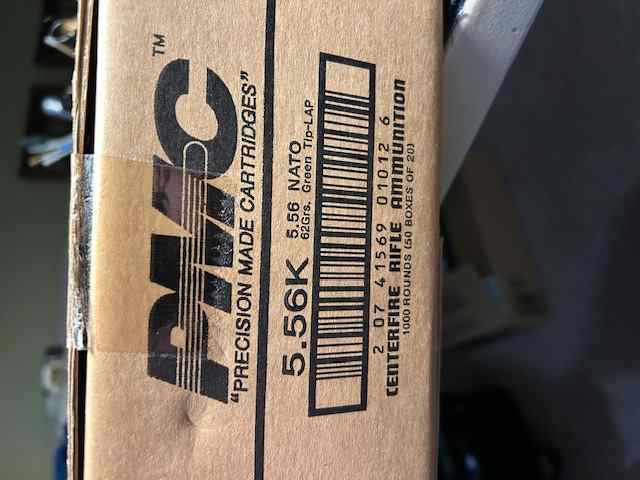 PMC™
"PRECISION MADE CARTRIDGES"
5.56K 5.56 NATO
62Grs. Green Tip-LAP
2 07 41569 01012 6
CENTERFIRE RIFLE AMMUNITION
1000 ROUNDS (50 BOXES OF 20)